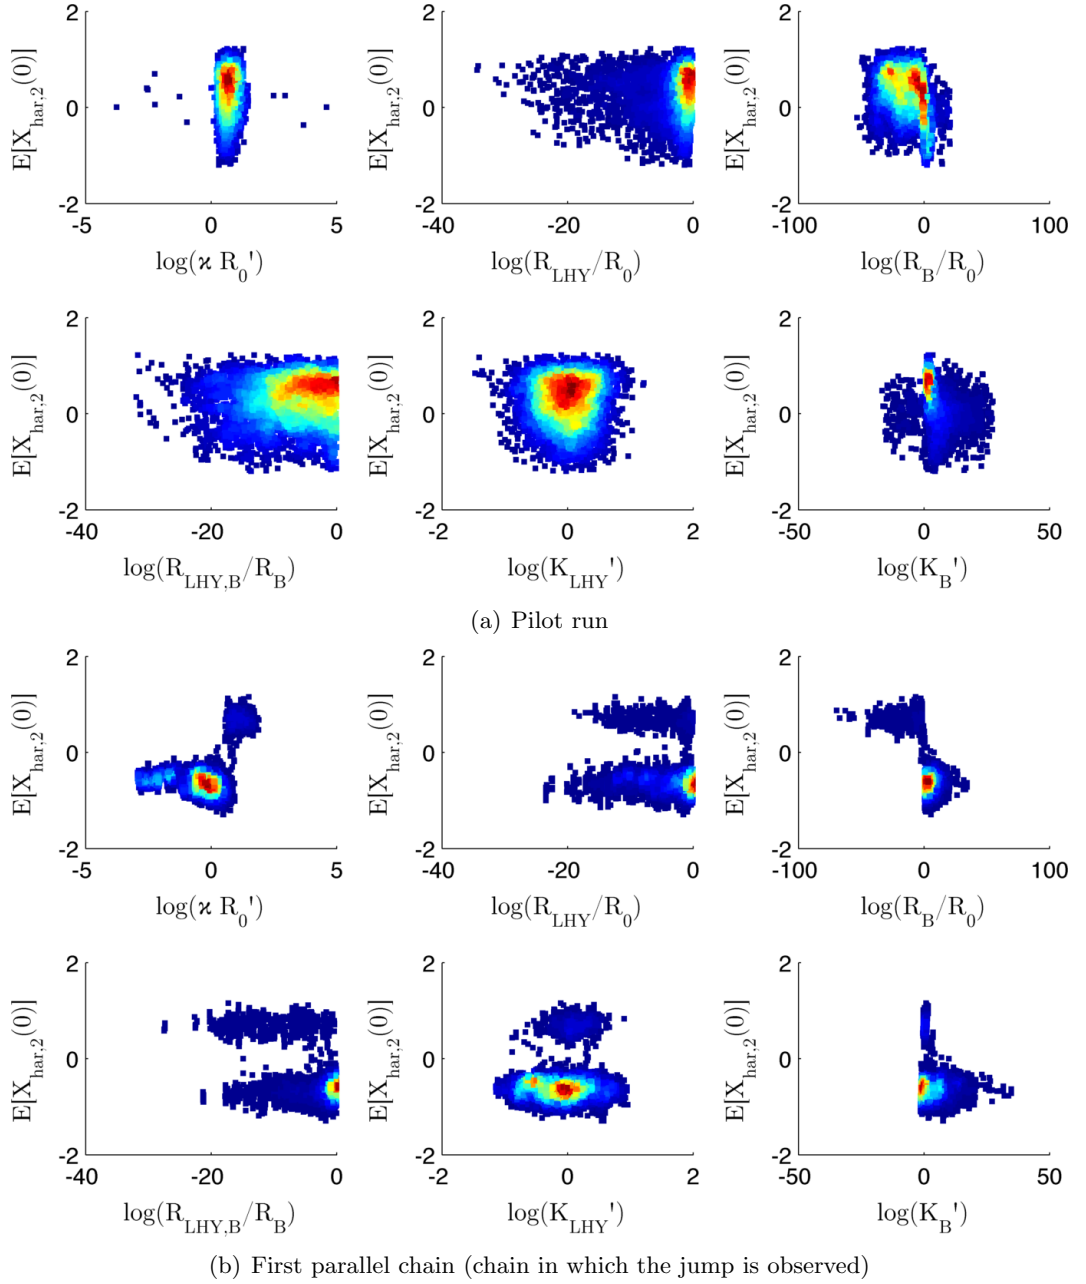 2 2 2
0 0 0
-2 -2 -2
E[X_har,2(0)] E[X_har,2(0)] E[X_har,2(0)]
-5 0 5 -40 -20 0 -100 0 100
log(ϰ R_0') log(R_LHY/R_0) log(R_B/R_0)
2 2 2
0 0 0
-2 -2 -2
E[X_har,2(0)] E[X_har,2(0)] E[X_har,2(0)]
-40 -20 0 -2 0 2 -50 0 50
log(R_LHY,B/R_B) log(K_LHY') log(K_B')
(a) Pilot run
2 2 2
0 0 0
-2 -2 -2
E[X_har,2(0)] E[X_har,2(0)] E[X_har,2(0)]
-5 0 5 -40 -20 0 -100 0 100
log(ϰ R_0') log(R_LHY/R_0) log(R_B/R_0)
2 2 2
0 0 0
-2 -2 -2
E[X_har,2(0)] E[X_har,2(0)] E[X_har,2(0)]
-40 -20 0 -2 0 2 -50 0 50
log(R_LHY,B/R_B) log(K_LHY') log(K_B')
(b) First parallel chain (chain in which the jump is observed)